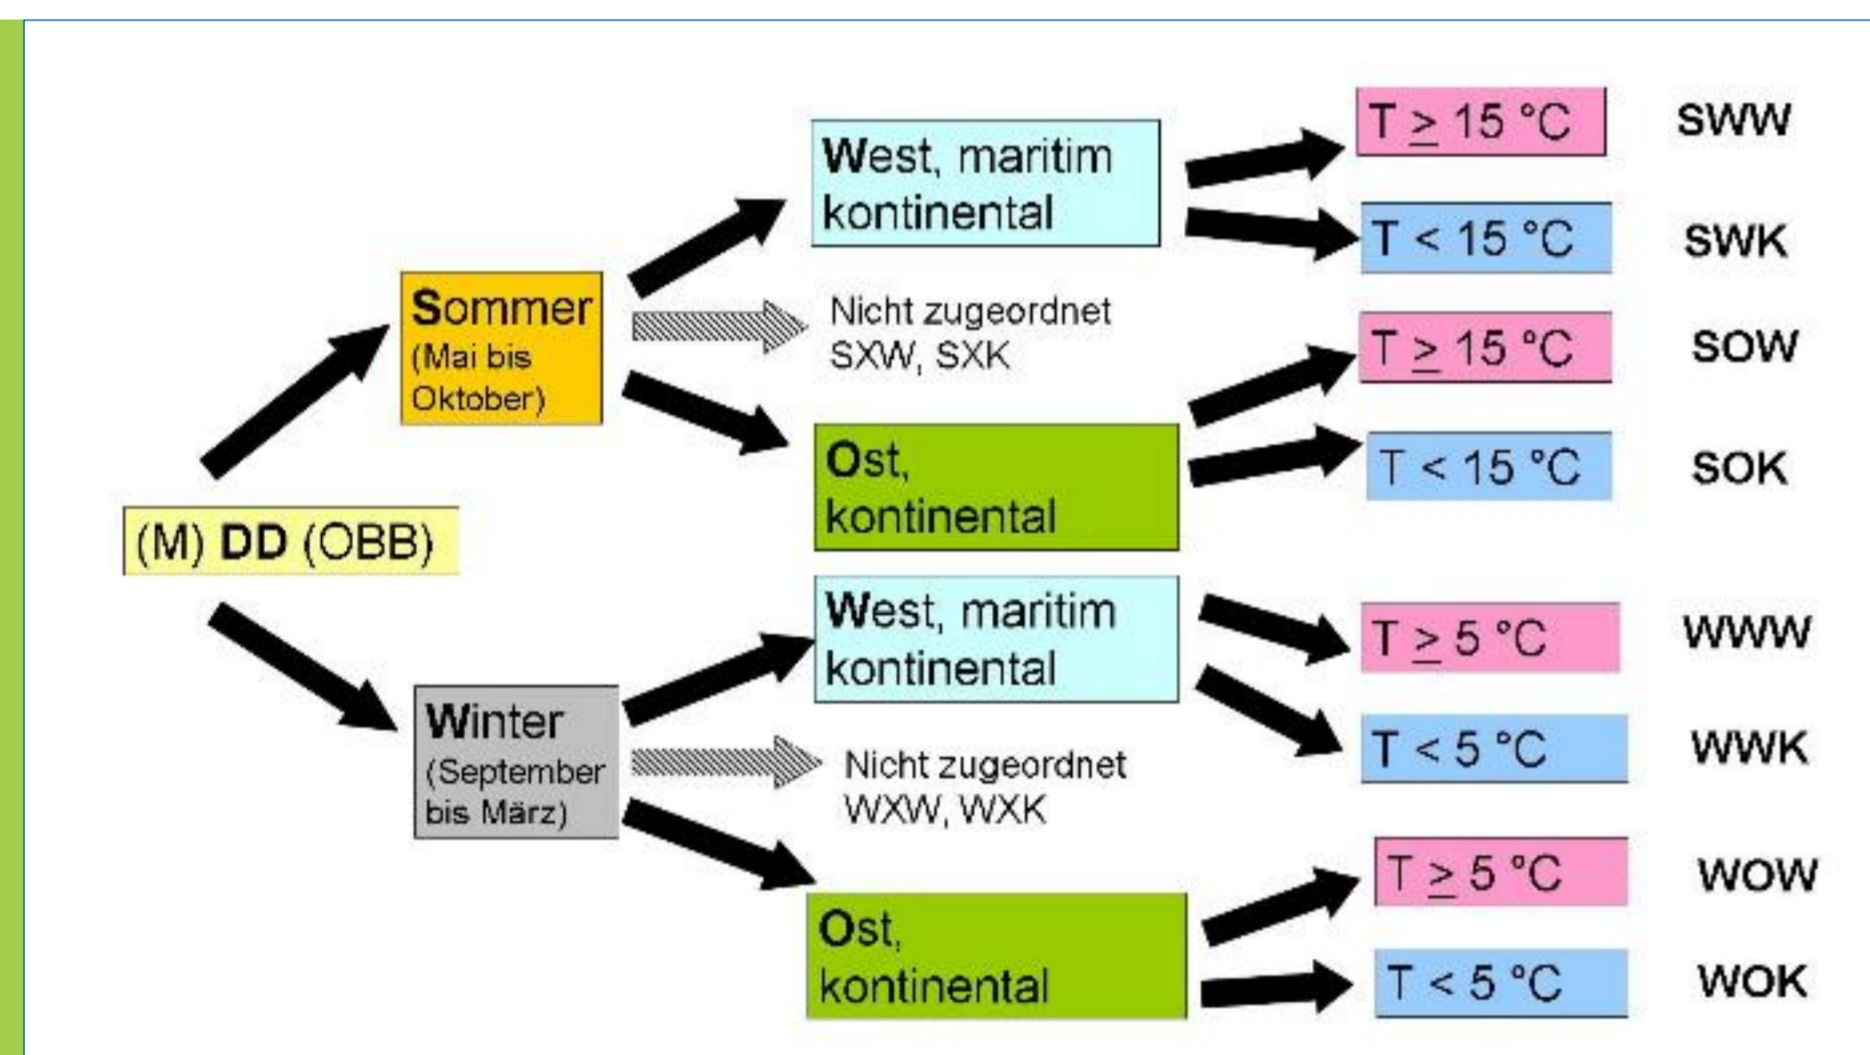 (M) DD (OBB)
Sommer
(Mai bis
Oktober)
West, maritim
kontinental
T ≥ 15 °C
SWW
T < 15 °C
SWK
Nicht zugeordnet
SXW, SXK
Ost,
kontinental
T ≥ 15 °C
SOW
T < 15 °C
SOK
Winter
(September
bis März)
West, maritim
kontinental
T ≥ 5 °C
WWW
T < 5 °C
WWK
Nicht zugeordnet
WXW, WXK
Ost,
kontinental
T ≥ 5 °C
WOW
T < 5 °C
WOK